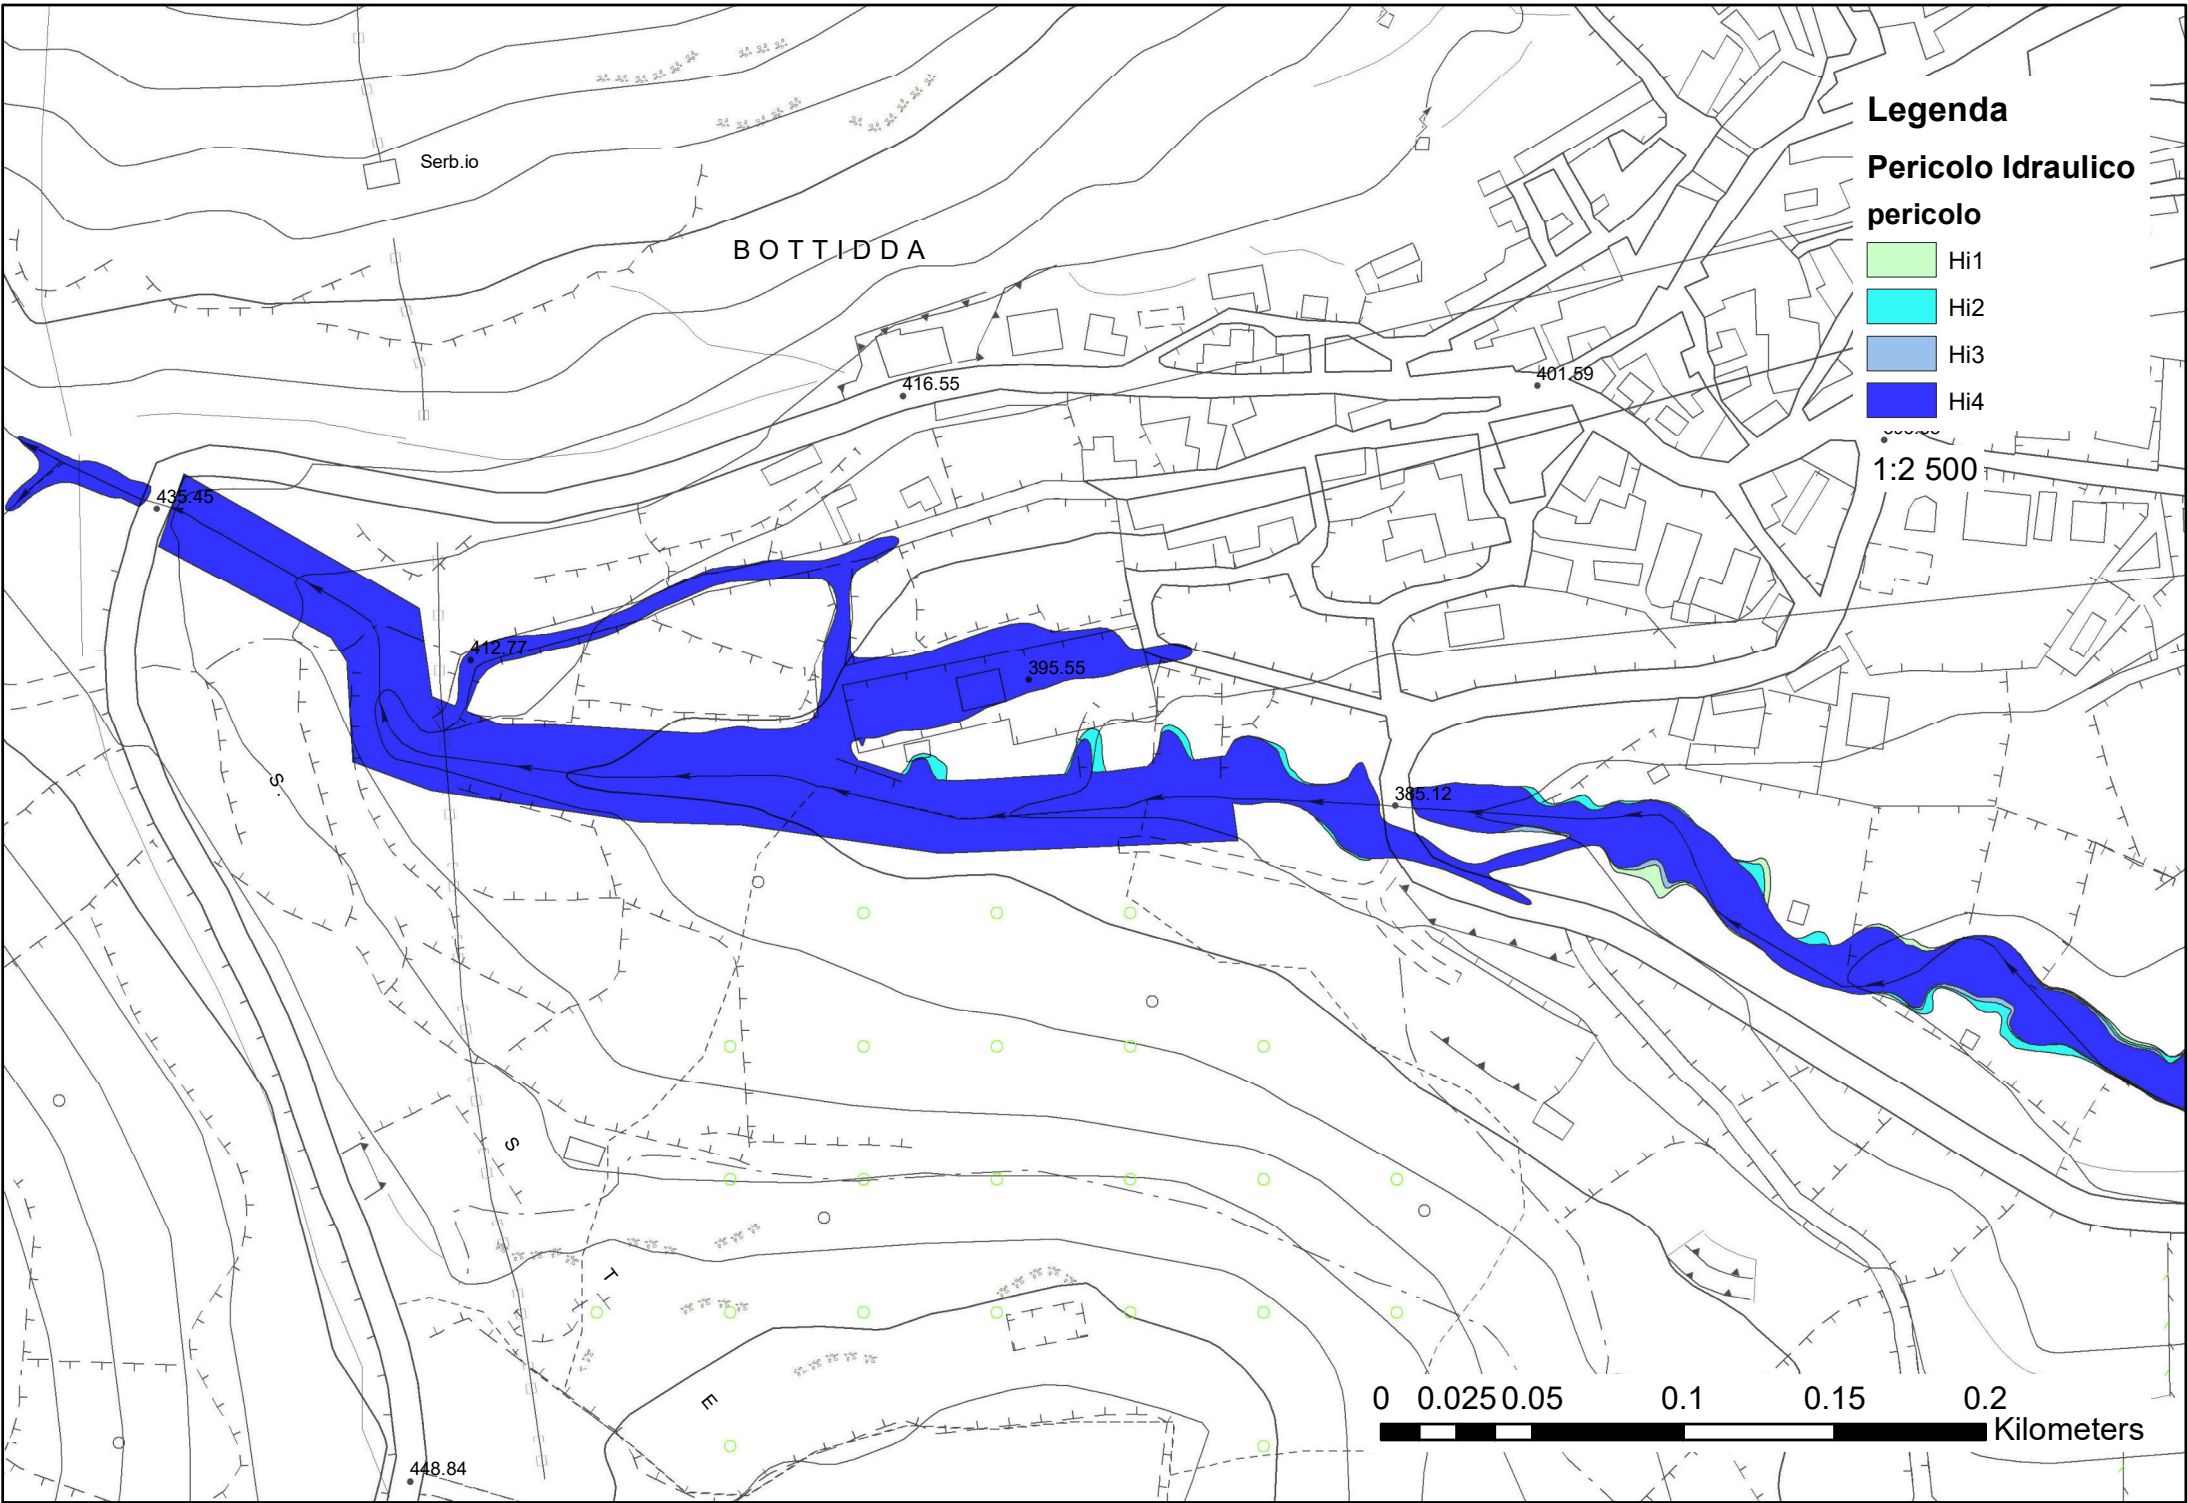 Legenda
Pericolo Idraulico
pericolo
Hi1
Hi2
Hi3
Hi4
1:2 500
Serb.io
BOTTIDDA
416.55
401.59
435.45
412.77
395.55
385.12
S.
S
T
E
448.84
0 0.025 0.05 0.1 0.15 0.2
Kilometers